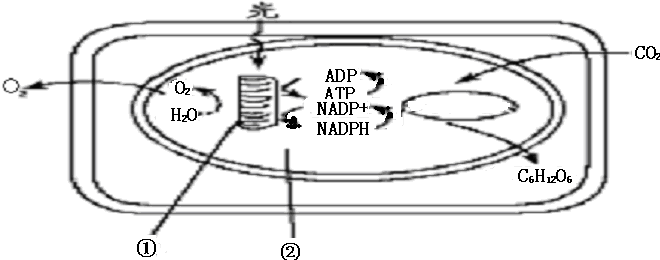 光
CO₂
O₂
O₂
H₂O
ADP
ATP
NADP+
NADPH
C₆H₁₂O₆
①
②